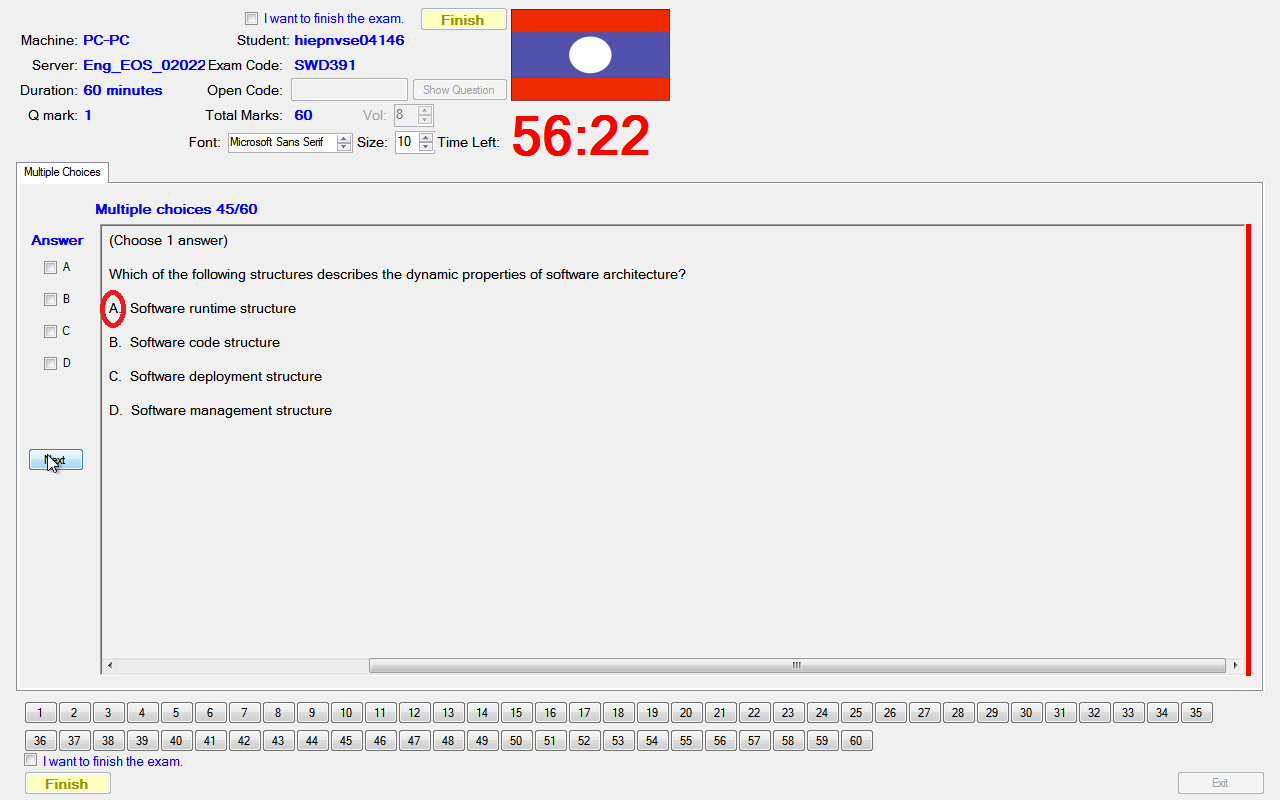 I want to finish the exam. Finish
Machine: PC-PC Student: hiepnvse04146
Server: Eng_EOS_02022 Exam Code: SWD391
Duration: 60 minutes Open Code: Show Question
Q mark: 1 Total Marks: 60 Vol: 8
Font: Microsoft Sans Serif Size: 10 Time Left: 56:22
Multiple Choices
Multiple choices 45/60
Answer
A
B
C
D
Next
(Choose 1 answer)
Which of the following structures describes the dynamic properties of software architecture?
A. Software runtime structure
B. Software code structure
C. Software deployment structure
D. Software management structure
1 2 3 4 5 6 7 8 9 10 11 12 13 14 15 16 17 18 19 20 21 22 23 24 25 26 27 28 29 30 31 32 33 34 35
36 37 38 39 40 41 42 43 44 45 46 47 48 49 50 51 52 53 54 55 56 57 58 59 60
I want to finish the exam.
Finish Exit